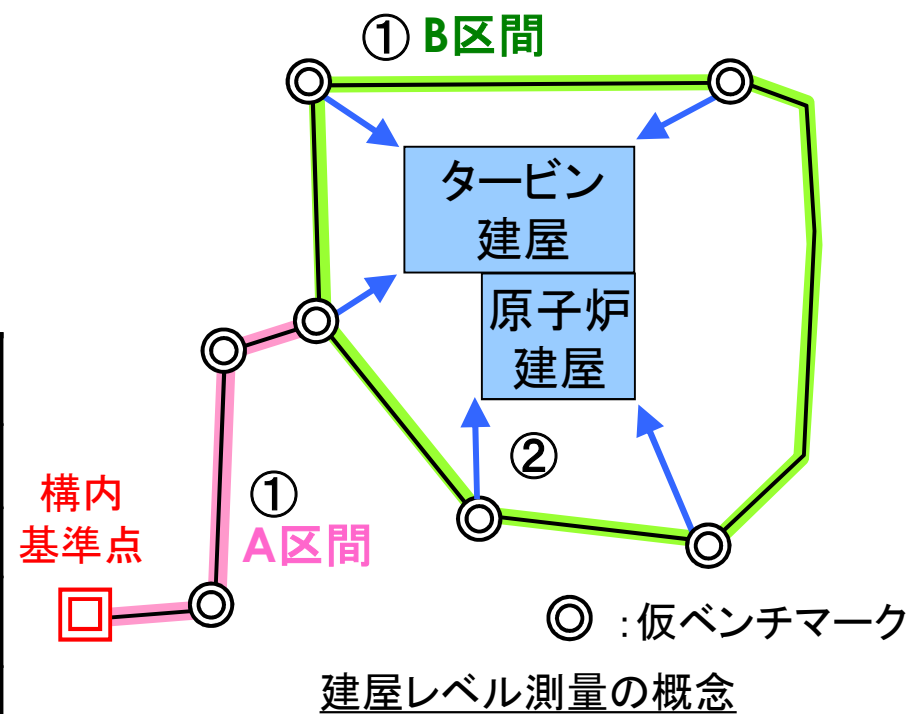 ① B区間
タービン
建屋
原子炉
建屋
②
構内
基準点
①
A区間
◎ :仮ベンチマーク
建屋レベル測量の概念